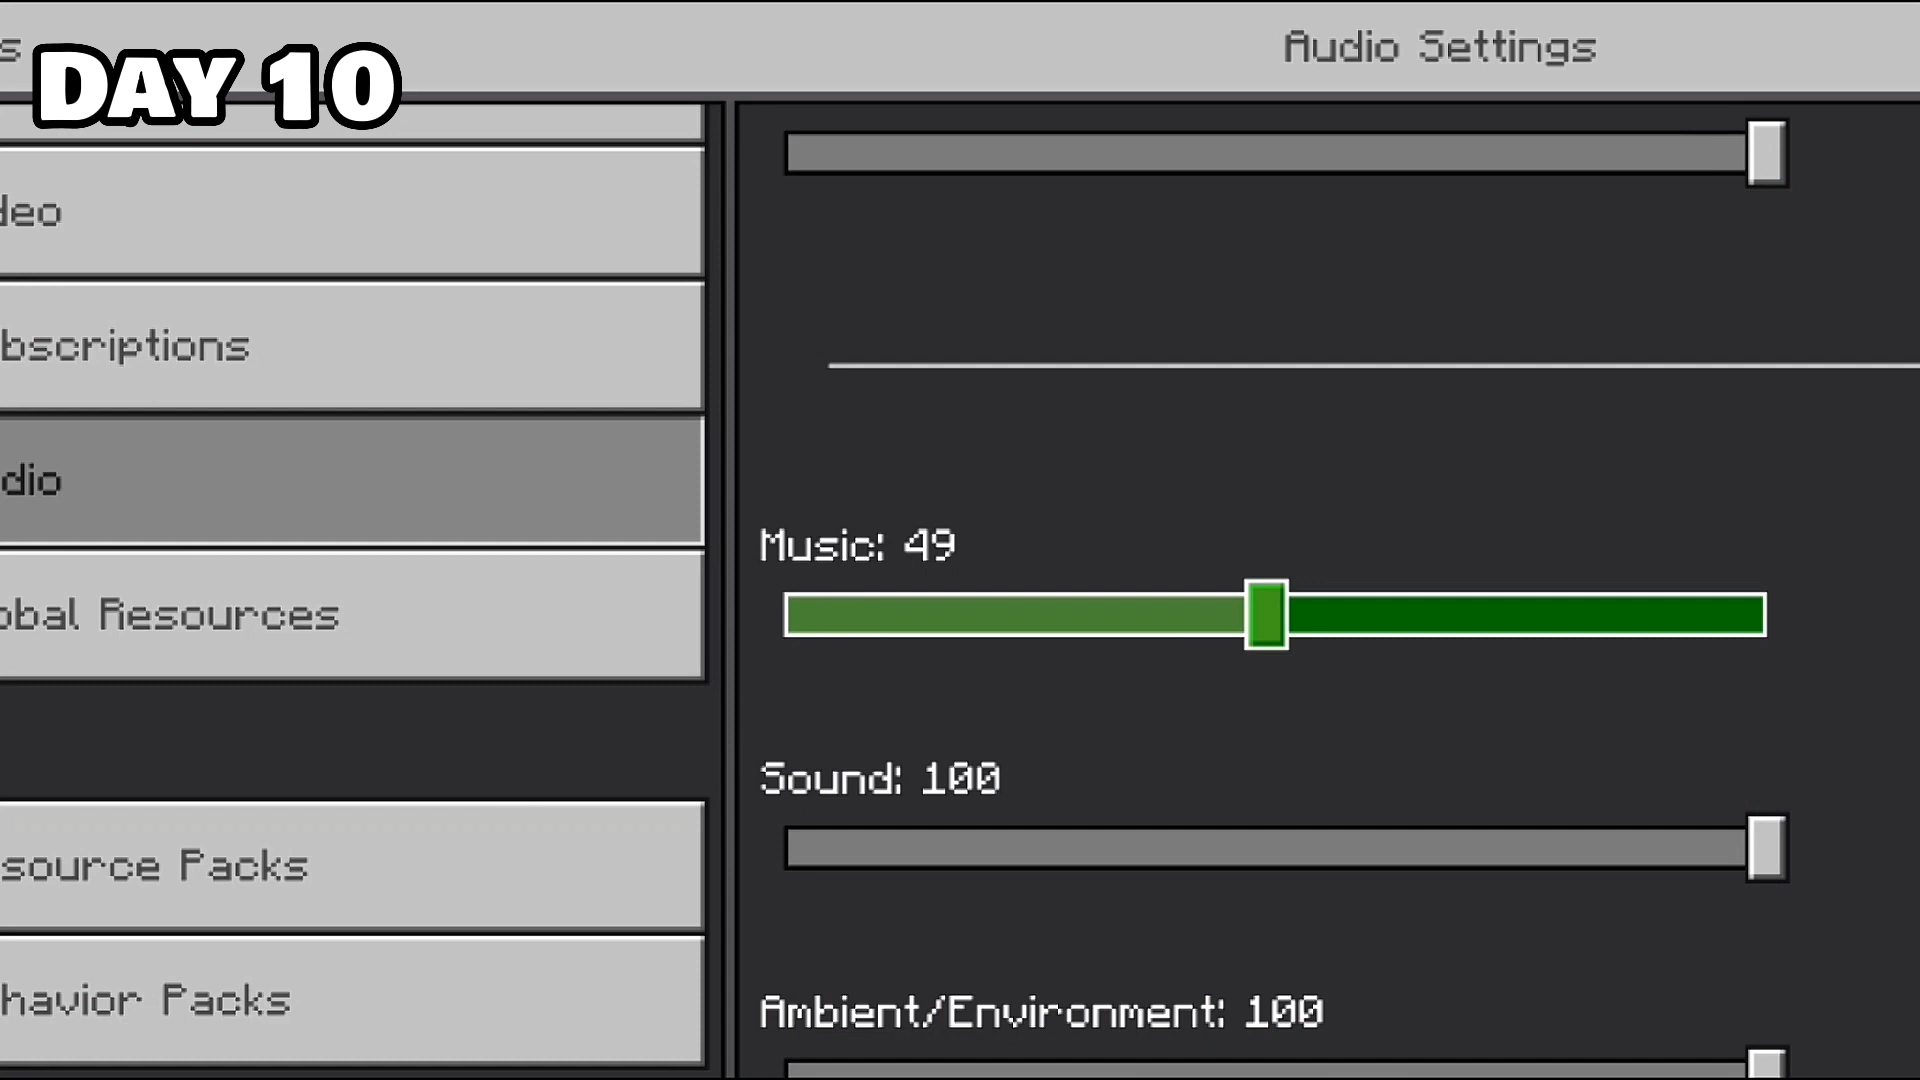 s
DAY 10
Audio Settings
deo
bscriptions
dio
obal Resources
source Packs
havior Packs
Music: 49
Sound: 100
Ambient/Environment: 100